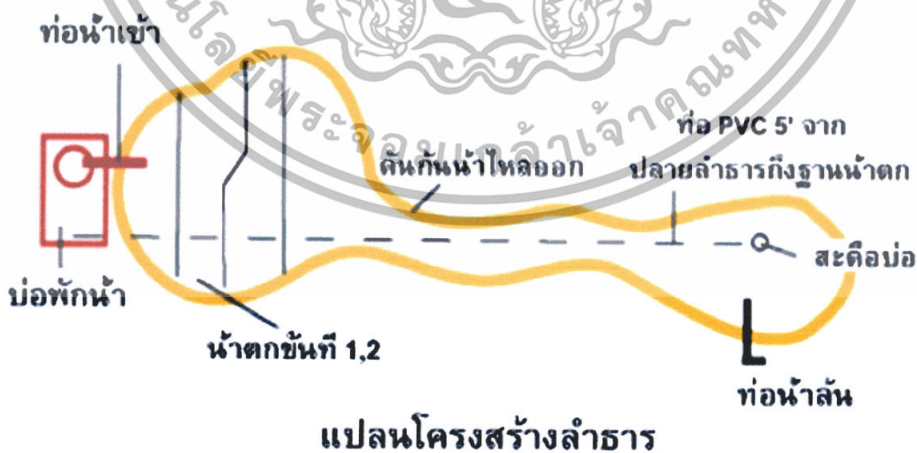 ท่อน้ำเข้า
ท่อ PVC 5' จาก
คันกันน้ำไหลออก
ปลายลำธารถึงฐานน้ำตก
สะดือบ่อ
บ่อพักน้ำ
น้ำตกขั้นที่ 1,2
ท่อน้ำล้น
แปลนโครงสร้างลำธาร